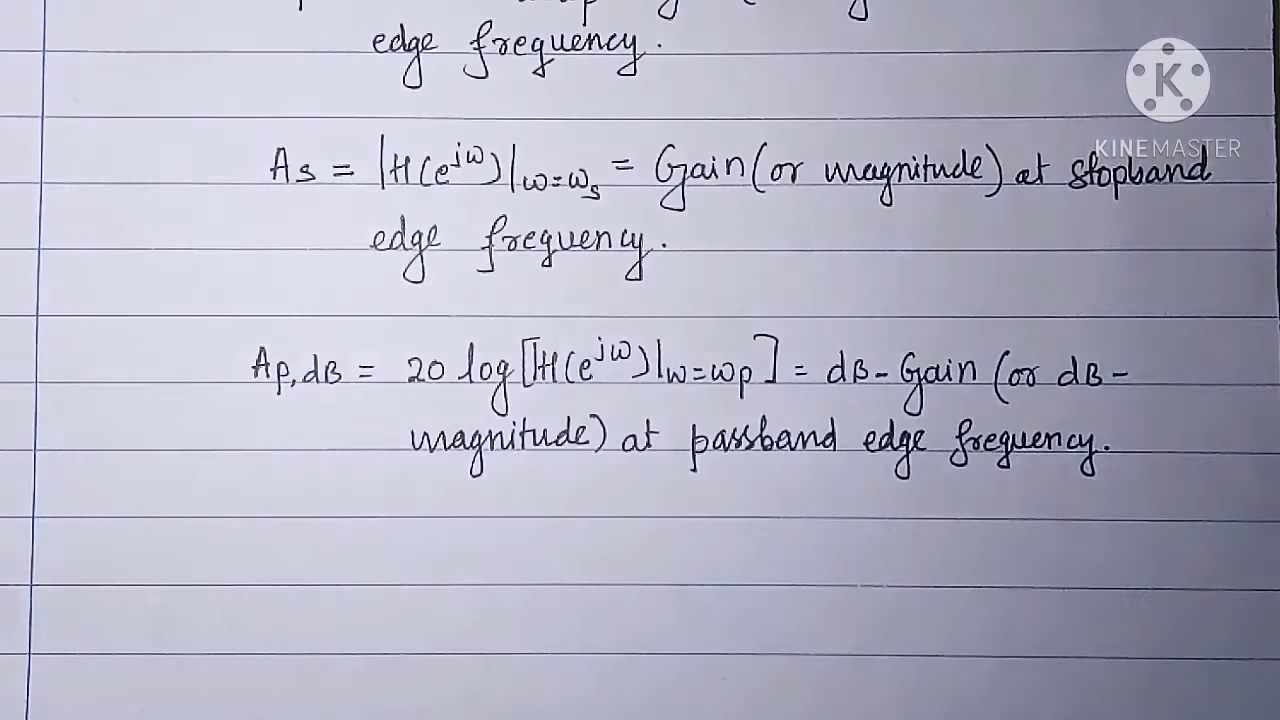 edge frequency.
K
KINEMASTER
As = |H(e^jω)|ω=ωs = Gain (or magnitude) at stopband
edge frequency.
Ap,dB = 20 log [|H(e^jω)|ω=ωp] = dB-Gain (or dB-
magnitude) at passband edge frequency.